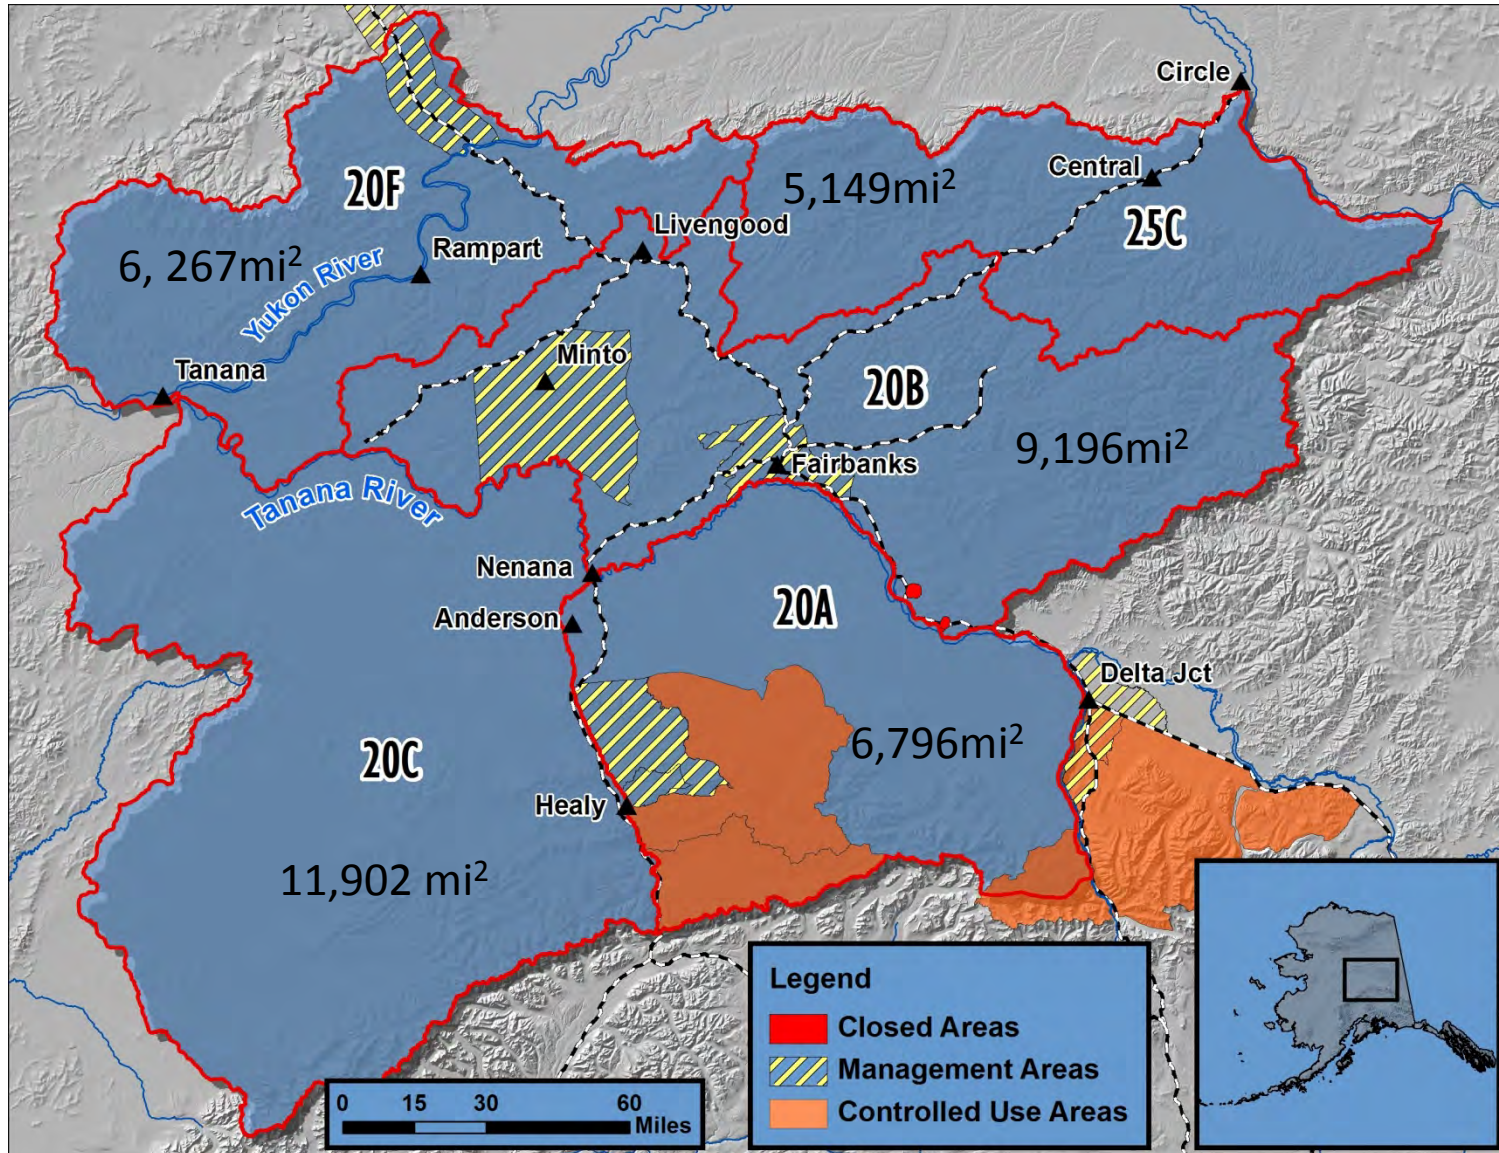 Circle
Central
5,149mi²
25C
20F
Livengood
Rampart
6, 267mi²
Yukon River
Tanana
Minto
20B
9,196mi²
Fairbanks
Tanana River
Nenana
Anderson
20A
Delta Jct
20C
6,796mi²
Healy
11,902 mi²
Legend
Closed Areas
Management Areas
Controlled Use Areas
0 15 30 60
Miles